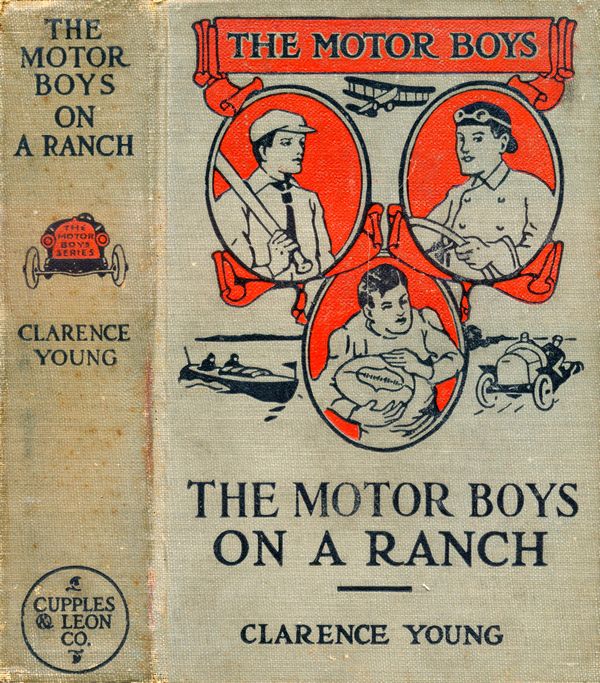 THE
MOTOR
BOYS
ON
A RANCH
THE
MOTOR
BOYS
SERIES
CLARENCE
YOUNG
CUPPLES
& LEON
CO.
THE MOTOR BOYS
THE MOTOR BOYS
ON A RANCH
CLARENCE YOUNG